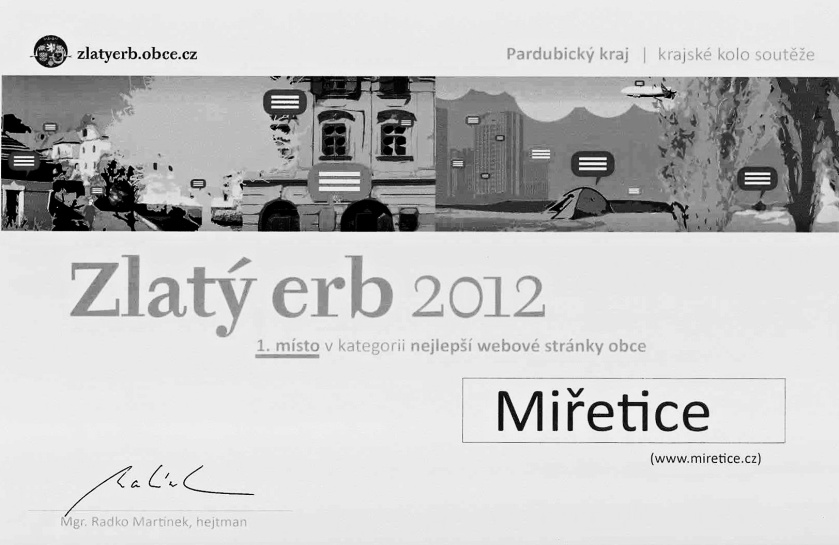 zlatyerb.obce.cz
Pardubický kraj | krajské kolo soutěže
Zlatý erb 2012
1. místo v kategorii nejlepší webové stránky obce
Miřetice
(www.miretice.cz)
Mgr. Radko Martínek, hejtman